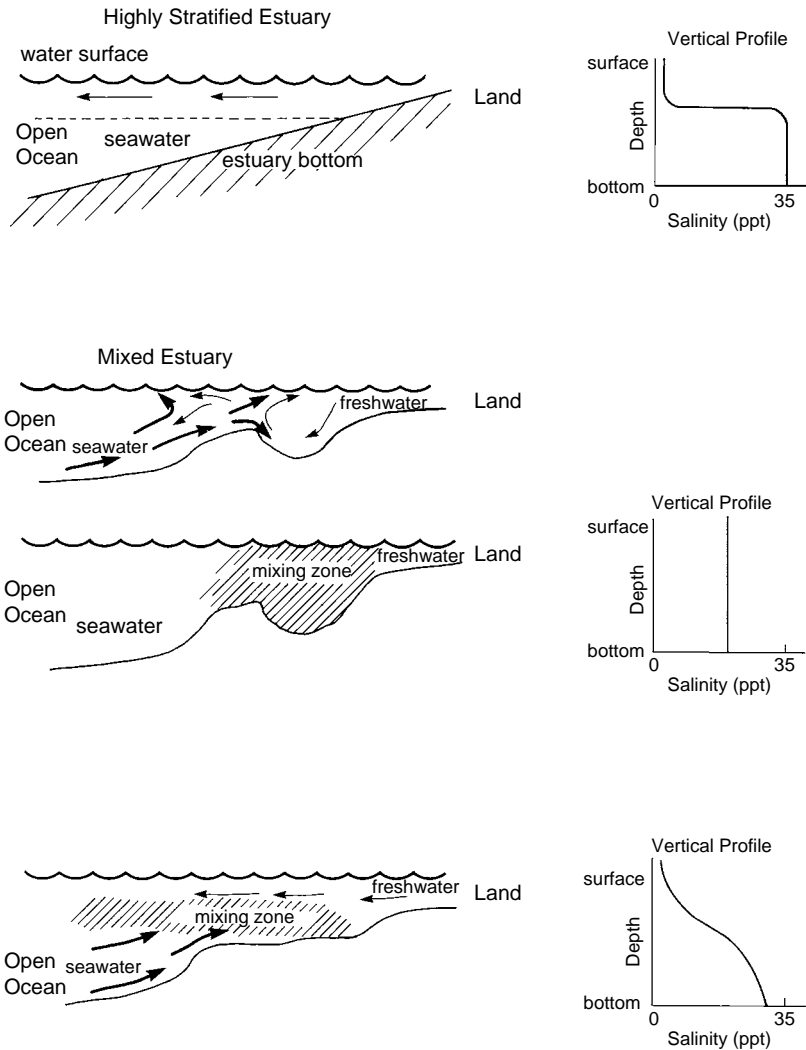 Highly Stratified Estuary
water surface
Land
Open
Ocean
seawater
estuary bottom
Vertical Profile
surface
Depth
bottom
0
35
Salinity (ppt)
Mixed Estuary
freshwater
Land
Open
Ocean
seawater
freshwater
Land
mixing zone
Open
Ocean
seawater
Vertical Profile
surface
Depth
bottom
0
35
Salinity (ppt)
freshwater
Land
mixing zone
Open
Ocean
seawater
Vertical Profile
surface
Depth
bottom
0
35
Salinity (ppt)